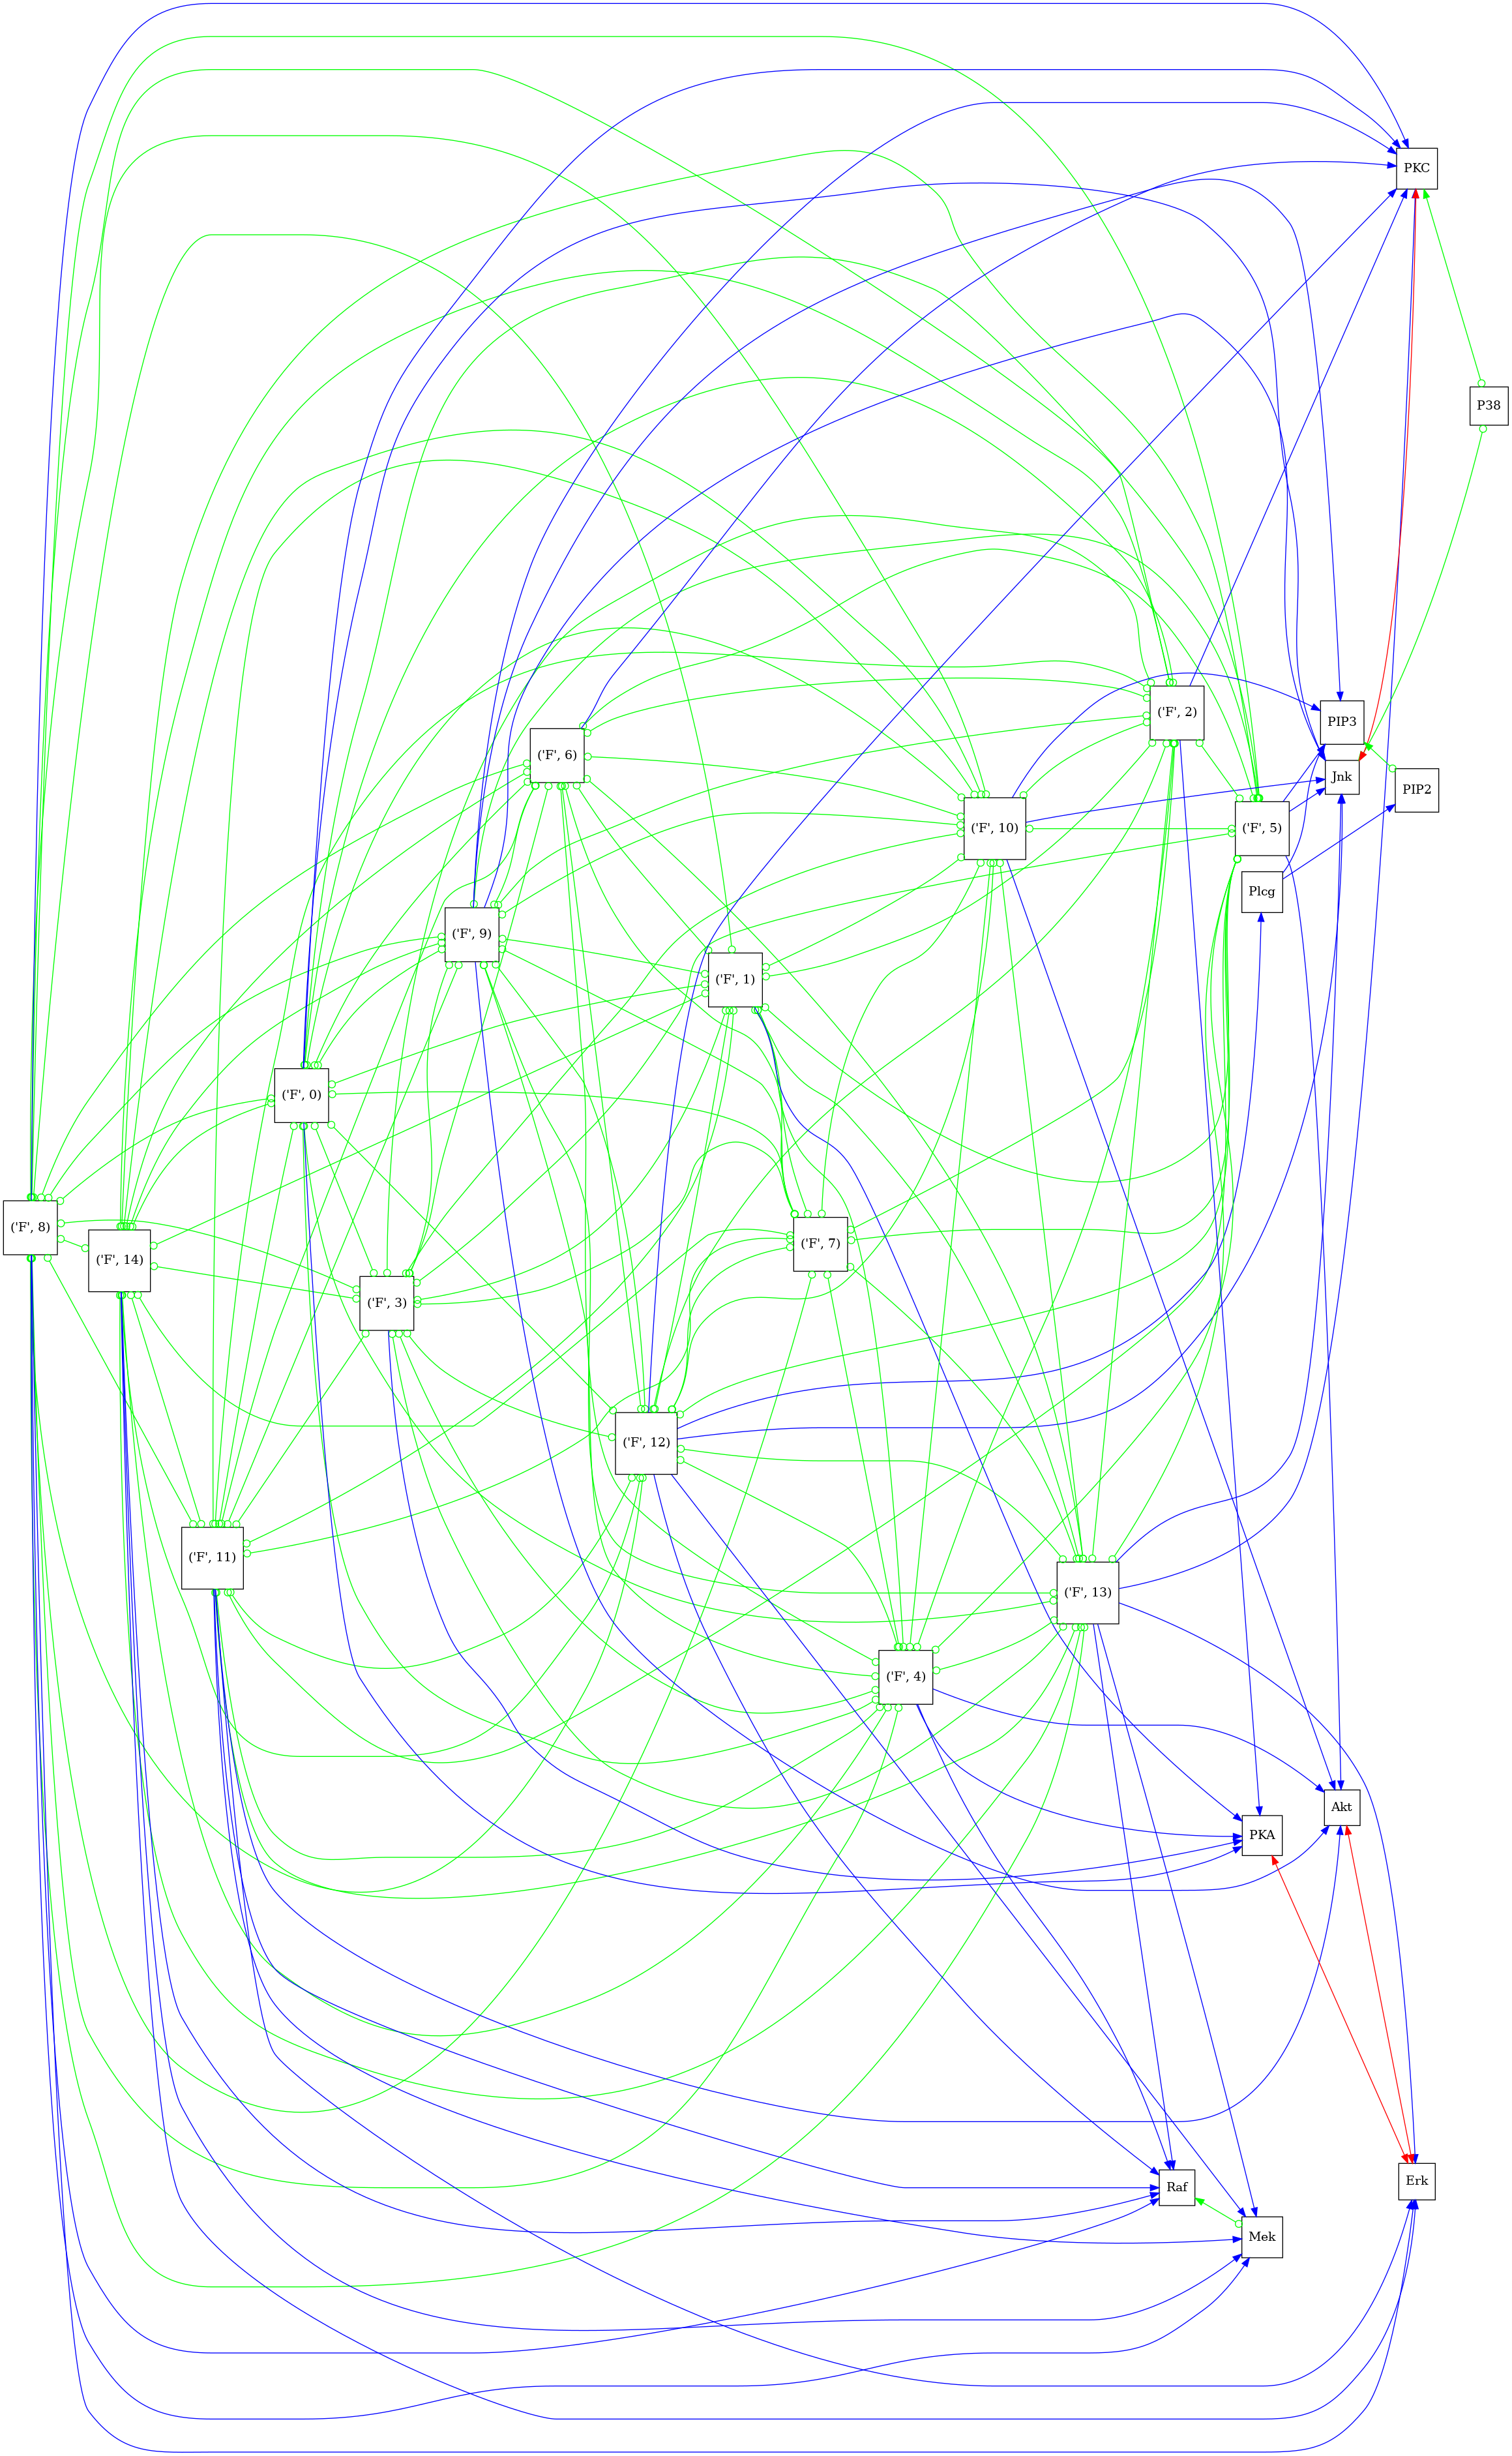 PKC
P38
('F', 2)
PIP3
('F', 6)
Jnk
PIP2
('F', 10)
('F', 5)
Plcg
('F', 9)
('F', 1)
('F', 0)
('F', 8)
('F', 7)
('F', 14)
('F', 3)
('F', 12)
('F', 11)
('F', 13)
('F', 4)
Akt
PKA
Erk
Raf
Mek